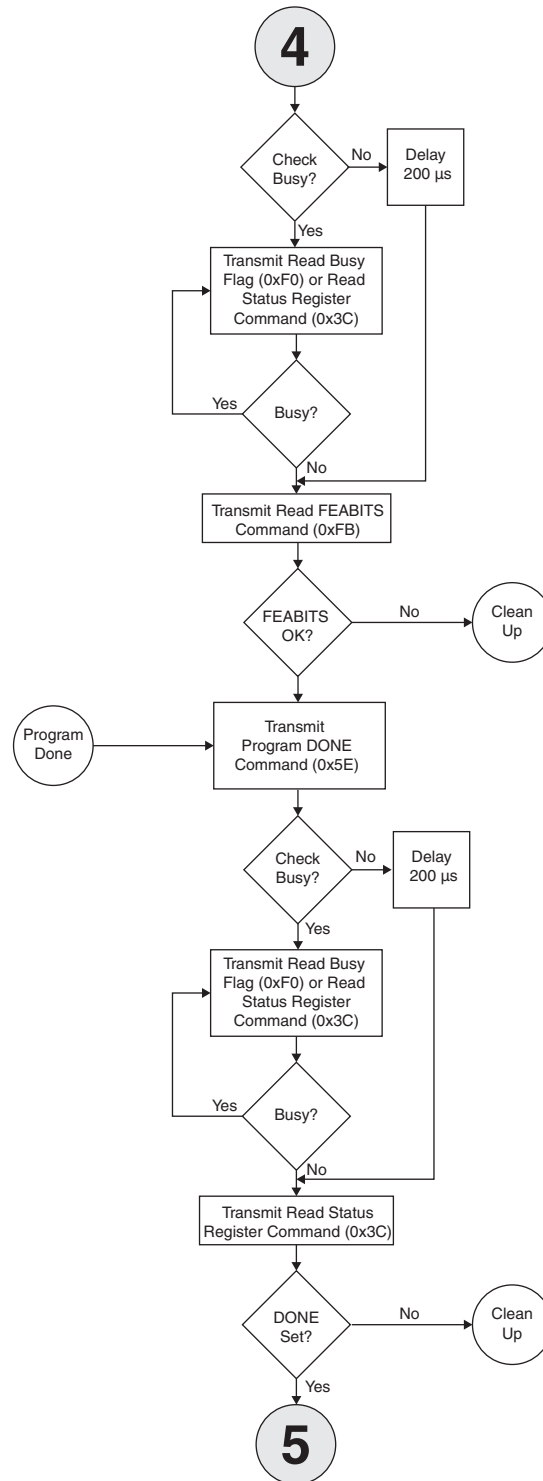 4
Check
Busy?
No
Delay
200 µs
Yes
Transmit Read Busy
Flag (0xF0) or Read
Status Register
Command (0x3C)
Yes
Busy?
No
Transmit Read FEABITS
Command (0xFB)
FEABITS
OK?
No
Clean
Up
Program
Done
Transmit
Program DONE
Command (0x5E)
Check
Busy?
No
Delay
200 µs
Yes
Transmit Read Busy
Flag (0xF0) or Read
Status Register
Command (0x3C)
Yes
Busy?
No
Transmit Read Status
Register Command (0x3C)
DONE
Set?
No
Clean
Up
Yes
5